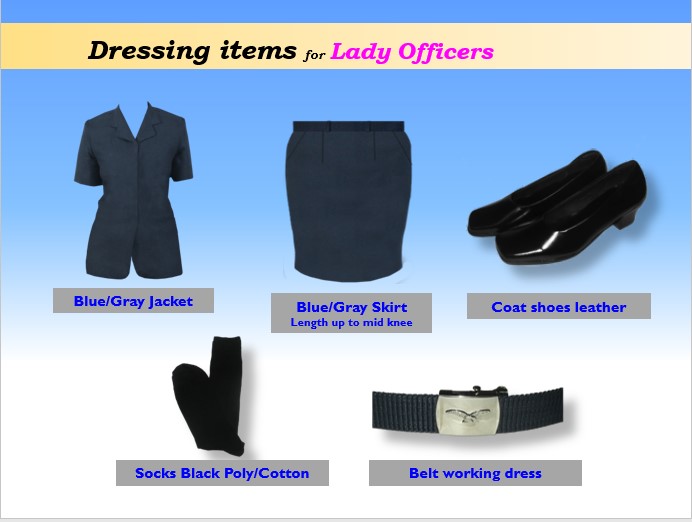 Dressing items for Lady Officers
Blue/Gray Jacket
Blue/Gray Skirt
Length up to mid knee
Coat shoes leather
Socks Black Poly/Cotton
Belt working dress